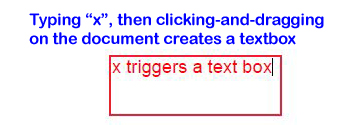 Typing “x”, then clicking-and-dragging
on the document creates a textbox
x triggers a text box